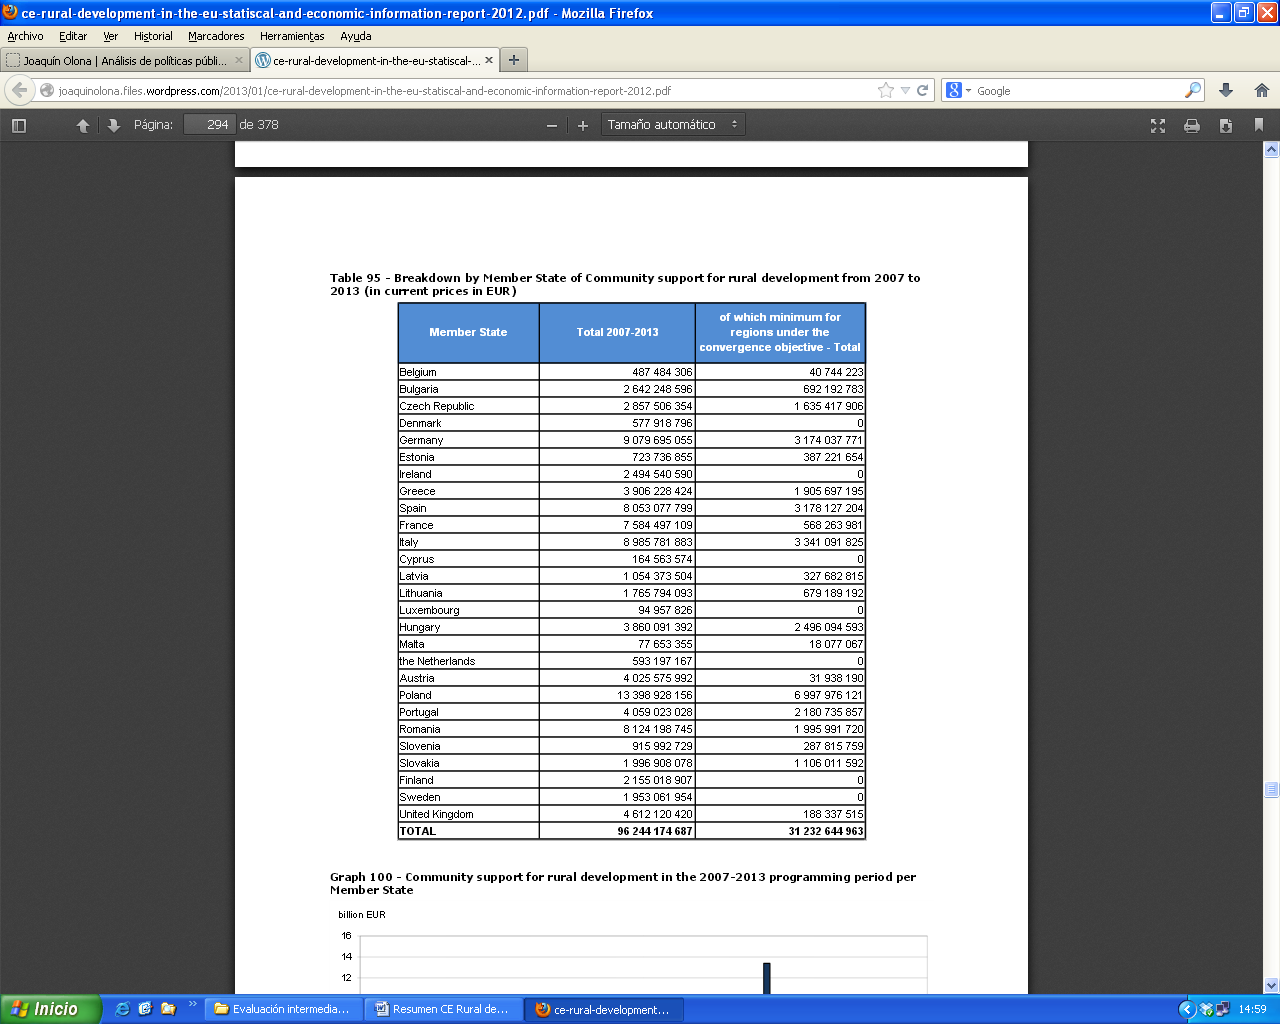 ce-rural-development-in-the-eu-statiscal-and-economic-information-report-2012.pdf - Mozilla Firefox
Archivo Editar Ver Historial Marcadores Herramientas Ayuda
Joaquín Olona | Análisis de políticas públi... × ce-rural-development-in-the-eu-statiscal-... × +
joaquinolona.files.wordpress.com/2013/01/ce-rural-development-in-the-eu-statiscal-and-economic-information-report-2012.pdf Google
Página: 294 de 378 Tamaño automático
Table 95 - Breakdown by Member State of Community support for rural development from 2007 to
2013 (in current prices in EUR)
Member State Total 2007-2013 of which minimum for
regions under the
convergence objective - Total
Belgium 487 484 306 40 744 223
Bulgaria 2 642 248 596 692 192 783
Czech Republic 2 857 506 354 1 635 417 906
Denmark 577 918 796 0
Germany 9 079 695 055 3 174 037 771
Estonia 723 736 855 387 221 654
Ireland 2 494 540 590 0
Greece 3 906 228 424 1 905 697 195
Spain 8 053 077 799 3 178 127 204
France 7 584 497 109 568 263 981
Italy 8 985 781 883 3 341 091 825
Cyprus 164 563 574 0
Latvia 1 054 373 504 327 682 815
Lithuania 1 765 794 093 679 189 192
Luxembourg 94 957 826 0
Hungary 3 860 091 392 2 496 094 593
Malta 77 653 355 18 077 067
the Netherlands 593 197 167 0
Austria 4 025 575 992 31 938 190
Poland 13 398 928 156 6 997 976 121
Portugal 4 059 023 028 2 180 735 857
Romania 8 124 198 745 1 995 991 720
Slovenia 915 992 729 287 815 759
Slovakia 1 996 908 078 1 106 011 592
Finland 2 155 018 907 0
Sweden 1 953 061 954 0
United Kingdom 4 612 120 420 188 337 515
TOTAL 96 244 174 687 31 232 644 963
Graph 100 - Community support for rural development in the 2007-2013 programming period per
Member State
billion EUR
16
14
12
Inicio Evaluación intermedia... Resumen CE Rural de... ce-rural-development... 14:59